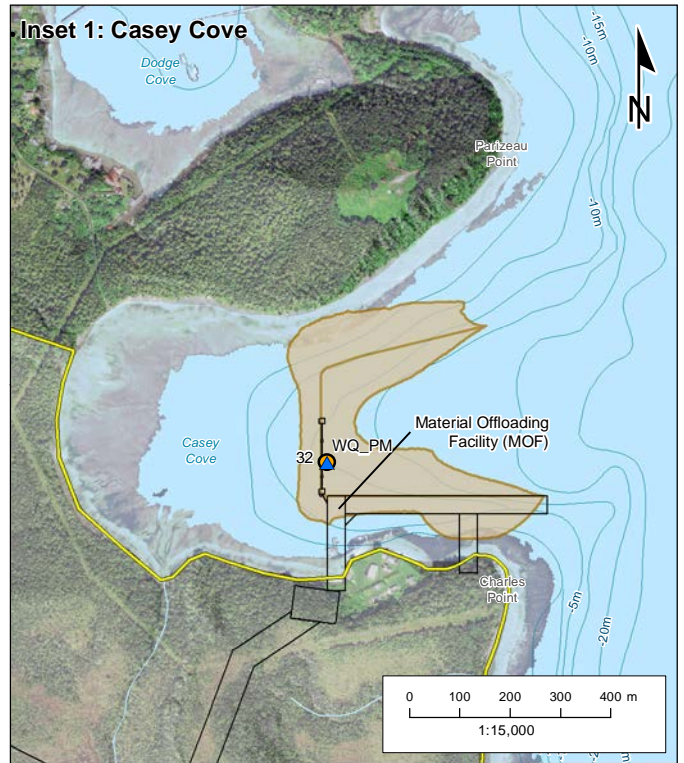 Inset 1: Casey Cove
Dodge
Cove
-15m
-10m
N
Parizeau
Point
-10m
Material Offloading
Facility (MOF)
WQ_PM
32
Casey
Cove
Charles
Point
-5m
-20m
0 100 200 300 400 m
1:15,000